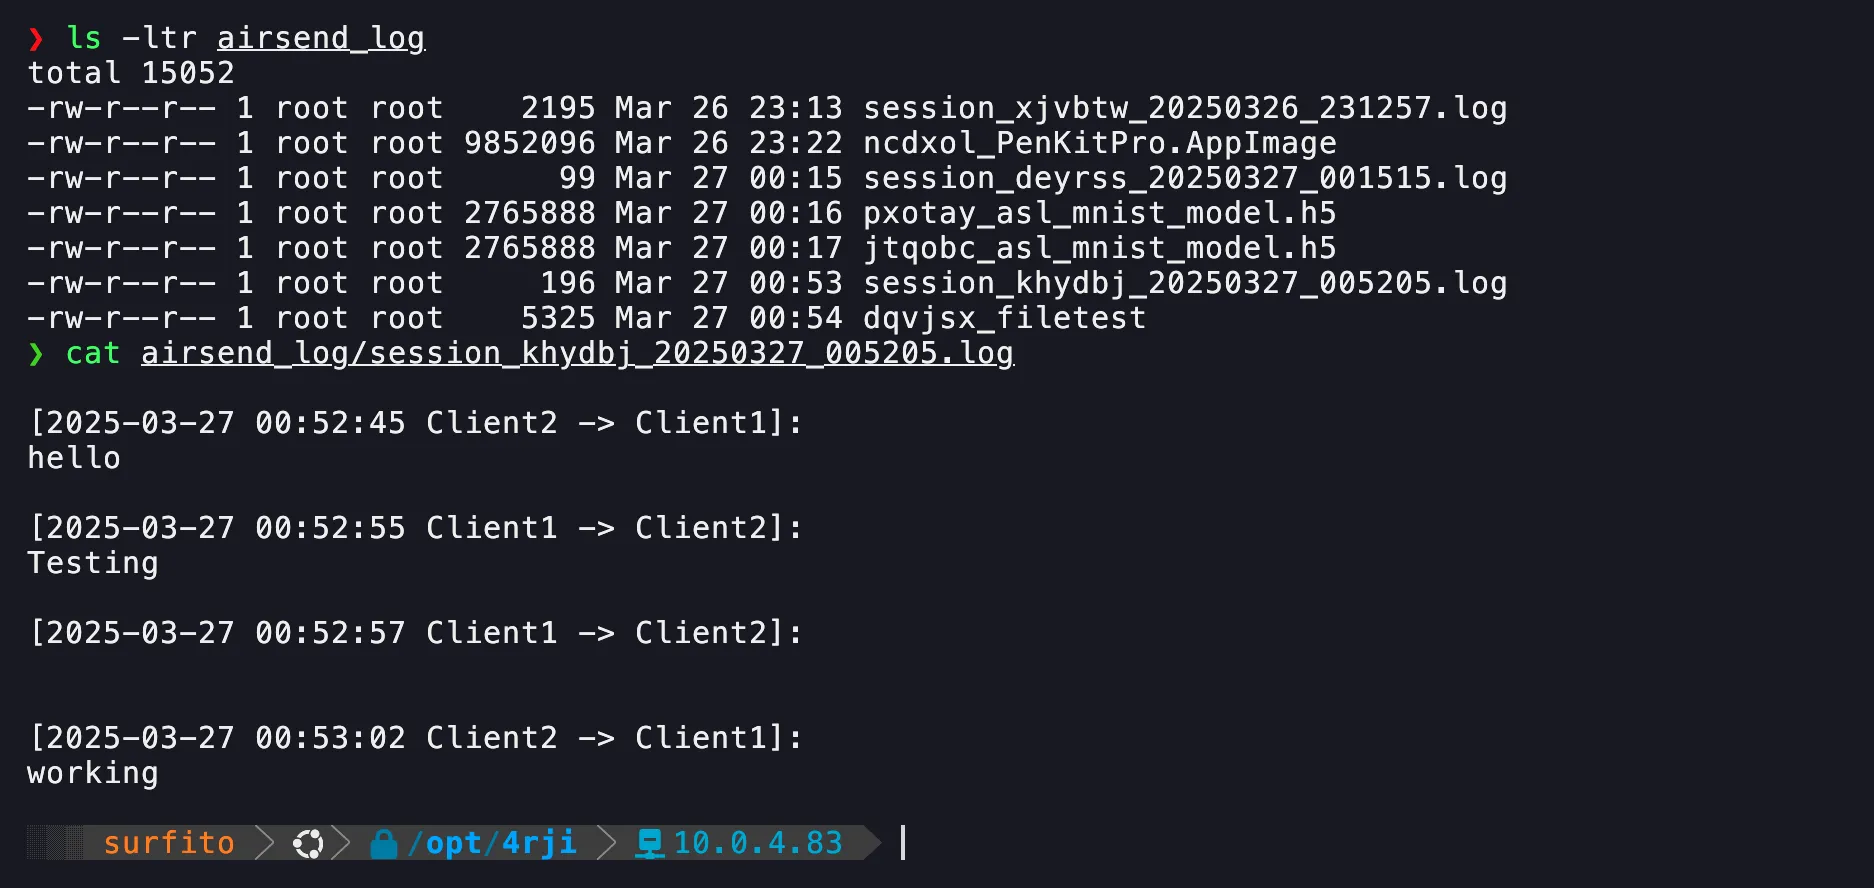 ❯ ls -ltr airsend_log
total 15052
-rw-r--r-- 1 root root    2195 Mar 26 23:13 session_xjvbtw_20250326_231257.log
-rw-r--r-- 1 root root 9852096 Mar 26 23:22 ncdxol_PenKitPro.AppImage
-rw-r--r-- 1 root root      99 Mar 27 00:15 session_deyrss_20250327_001515.log
-rw-r--r-- 1 root root 2765888 Mar 27 00:16 pxotay_asl_mnist_model.h5
-rw-r--r-- 1 root root 2765888 Mar 27 00:17 jtqobc_asl_mnist_model.h5
-rw-r--r-- 1 root root     196 Mar 27 00:53 session_khydbj_20250327_005205.log
-rw-r--r-- 1 root root    5325 Mar 27 00:54 dqvjsx_filetest
❯ cat airsend_log/session_khydbj_20250327_005205.log
[2025-03-27 00:52:45 Client2 -> Client1]:
hello
[2025-03-27 00:52:55 Client1 -> Client2]:
Testing
[2025-03-27 00:52:57 Client1 -> Client2]:
[2025-03-27 00:53:02 Client2 -> Client1]:
working
surfito /opt/4rji 10.0.4.83